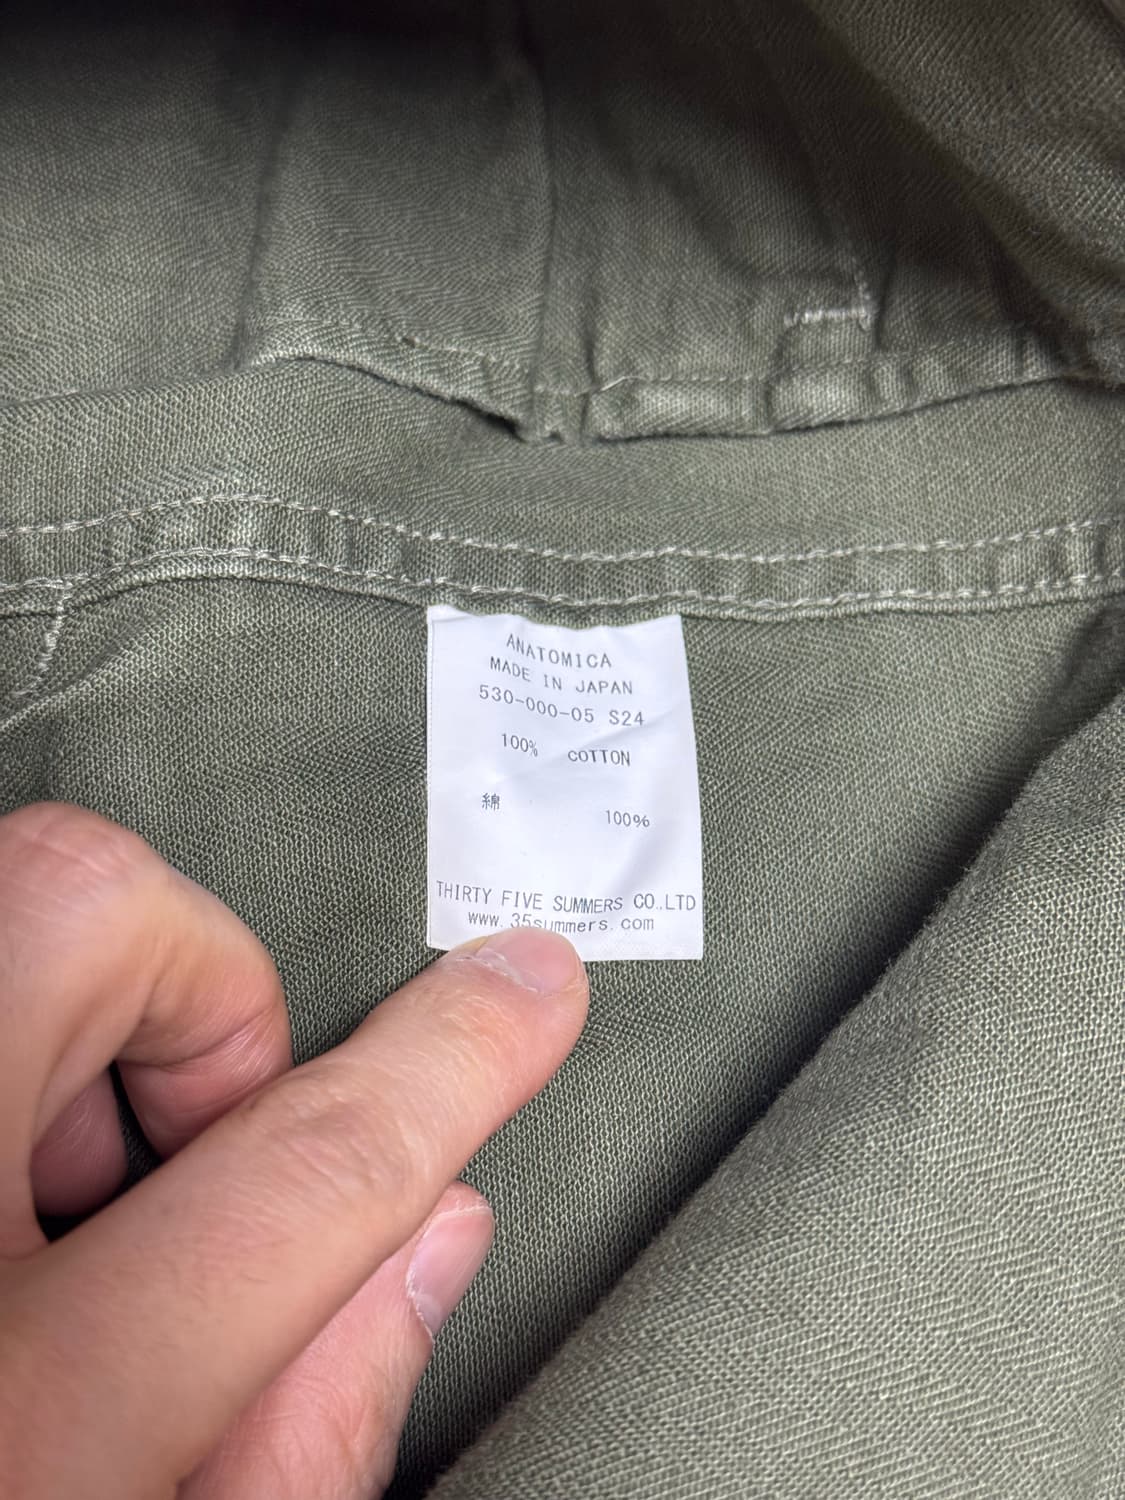 ANATOMICA
MADE IN JAPAN
530-000-05 S24
100% COTTON
綿 100%
THIRTY FIVE SUMMERS CO.,LTD
www.35summers.com